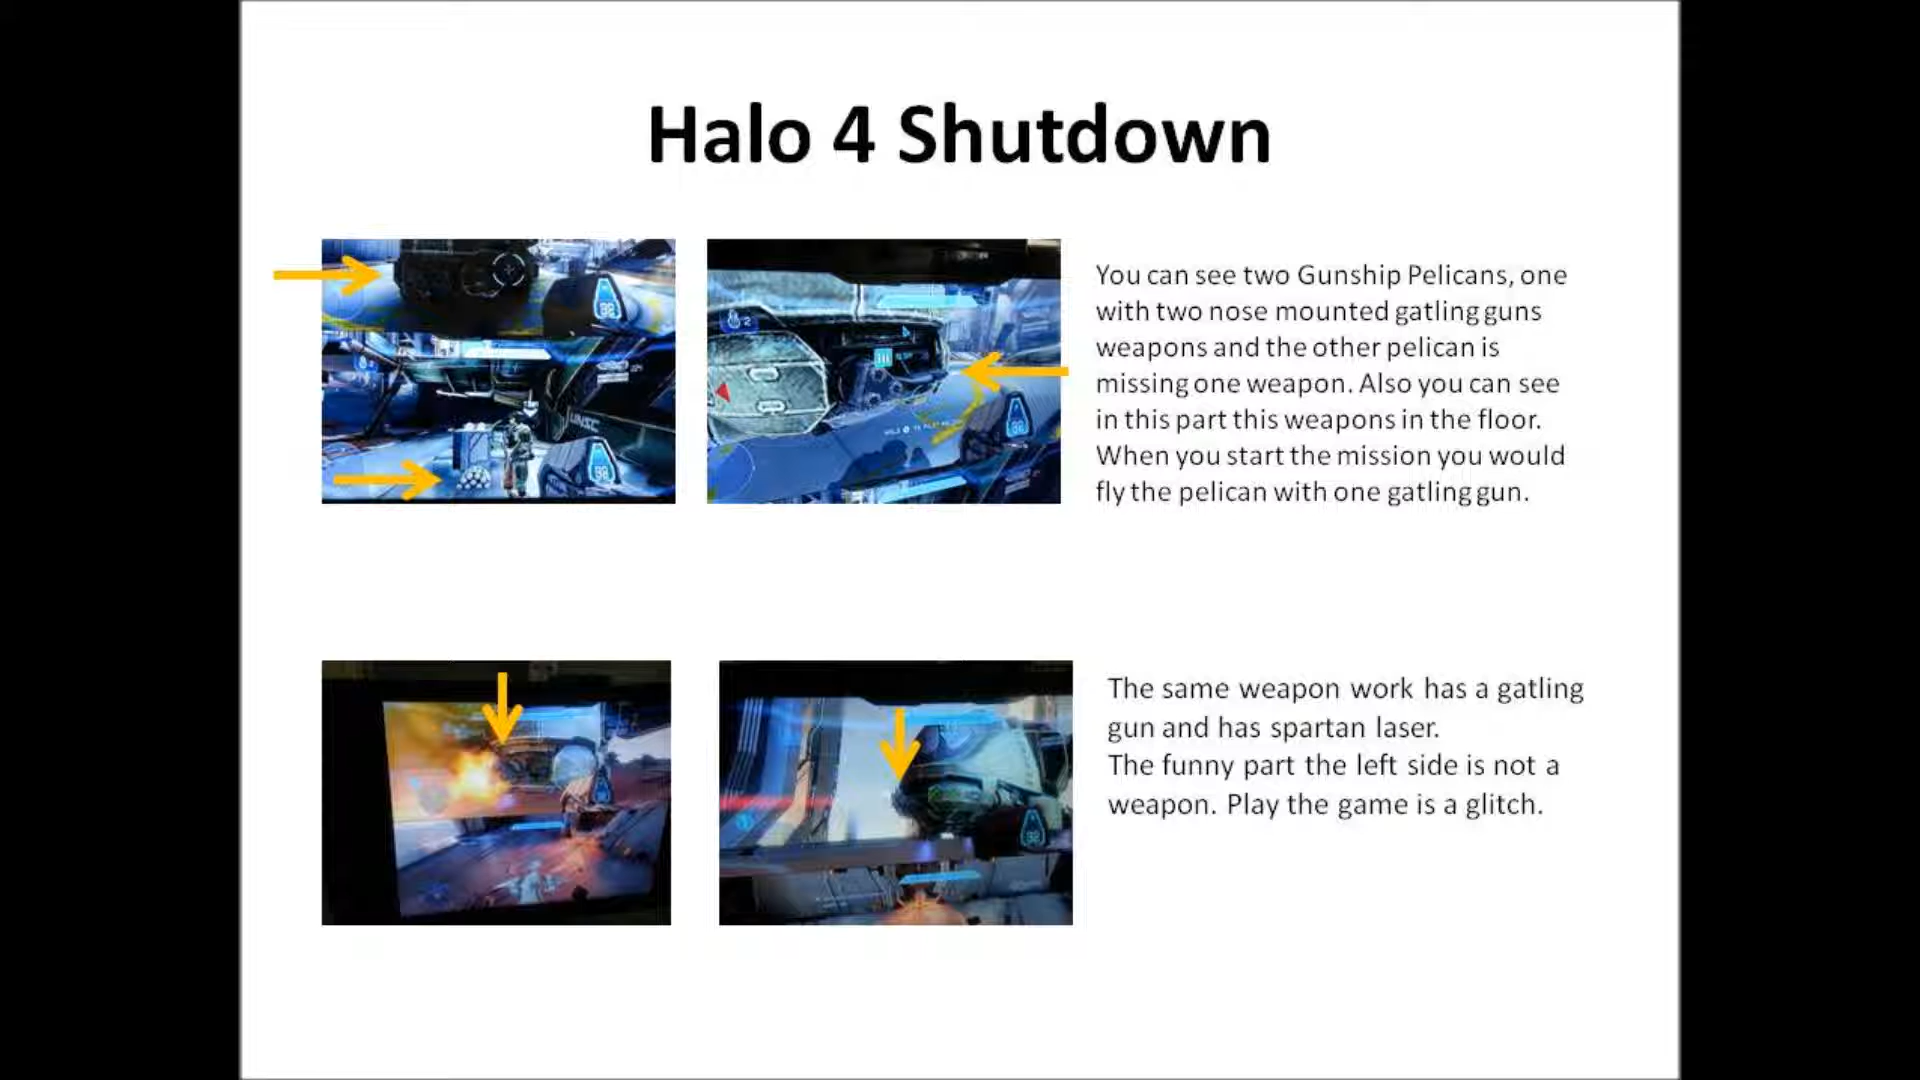 Halo 4 Shutdown
You can see two Gunship Pelicans, one
with two nose mounted gatling guns
weapons and the other pelican is
missing one weapon. Also you can see
in this part this weapons in the floor.
When you start the mission you would
fly the pelican with one gatling gun.
UNSC
The same weapon work has a gatling
gun and has spartan laser.
The funny part the left side is not a
weapon. Play the game is a glitch.